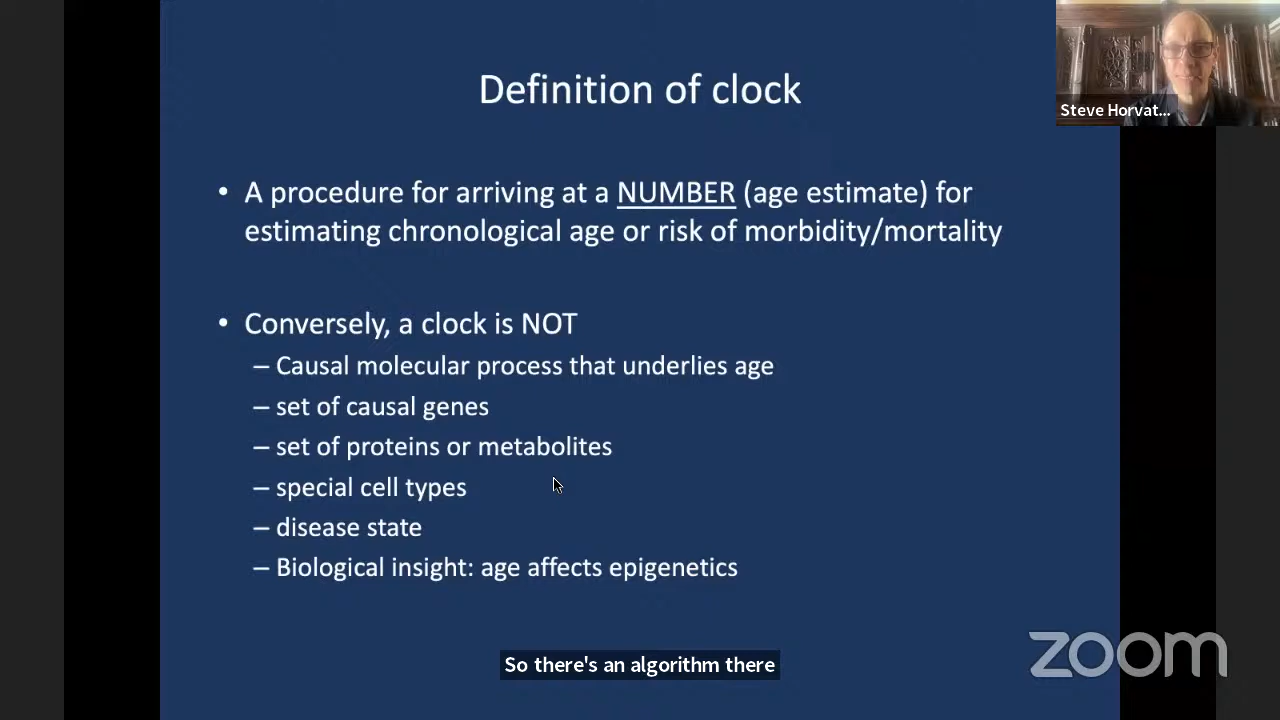 Definition of clock
Steve Horvat...
• A procedure for arriving at a NUMBER (age estimate) for
estimating chronological age or risk of morbidity/mortality
• Conversely, a clock is NOT
– Causal molecular process that underlies age
– set of causal genes
– set of proteins or metabolites
– special cell types
– disease state
– Biological insight: age affects epigenetics
So there's an algorithm there
zoom